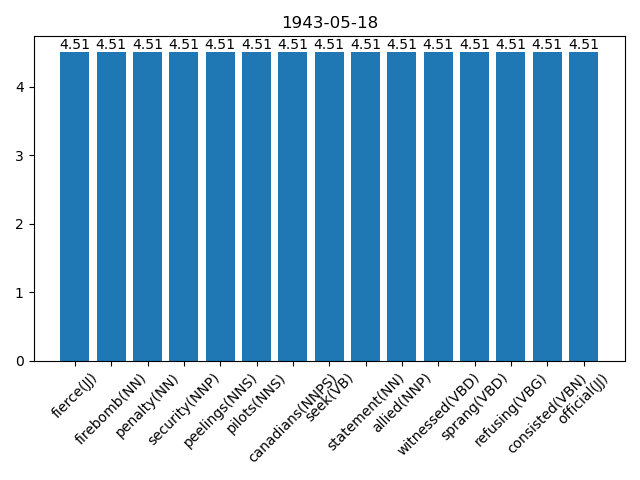 1943-05-18
4.51 4.51 4.51 4.51 4.51 4.51 4.51 4.51 4.51 4.51 4.51 4.51 4.51 4.51 4.51
4
3
2
1
0
fierce(JJ)
firebomb(NN)
penalty(NN)
security(NNP)
peelings(NNS)
pilots(NNS)
canadians(NNPS)
seek(VB)
statement(NN)
allied(NNP)
witnessed(VBD)
sprang(VBD)
refusing(VBG)
consisted(VBN)
official(JJ)